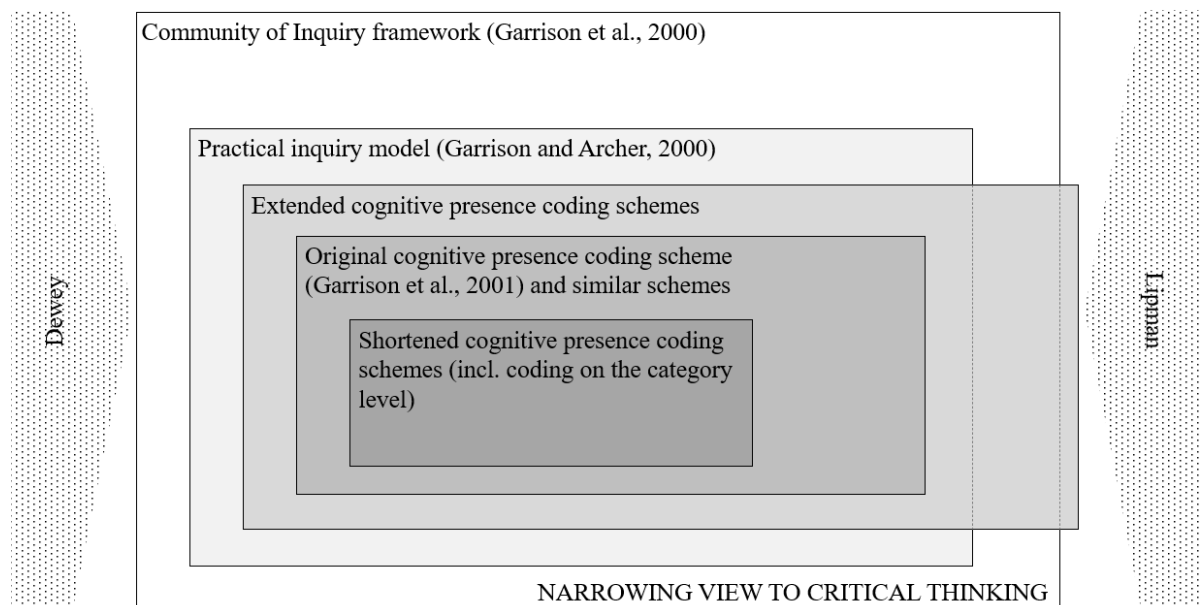 Community of Inquiry framework (Garrison et al., 2000)
Practical inquiry model (Garrison and Archer, 2000)
Extended cognitive presence coding schemes
Original cognitive presence coding scheme
(Garrison et al., 2001) and similar schemes
Shortened cognitive presence coding
schemes (incl. coding on the category
level)
Dewey
Lipman
NARROWING VIEW TO CRITICAL THINKING